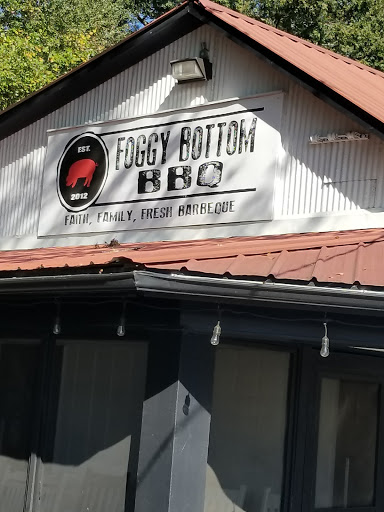 EST.
2012
FOGGY BOTTOM
BBQ
FAITH, FAMILY, FRESH BARBEQUE